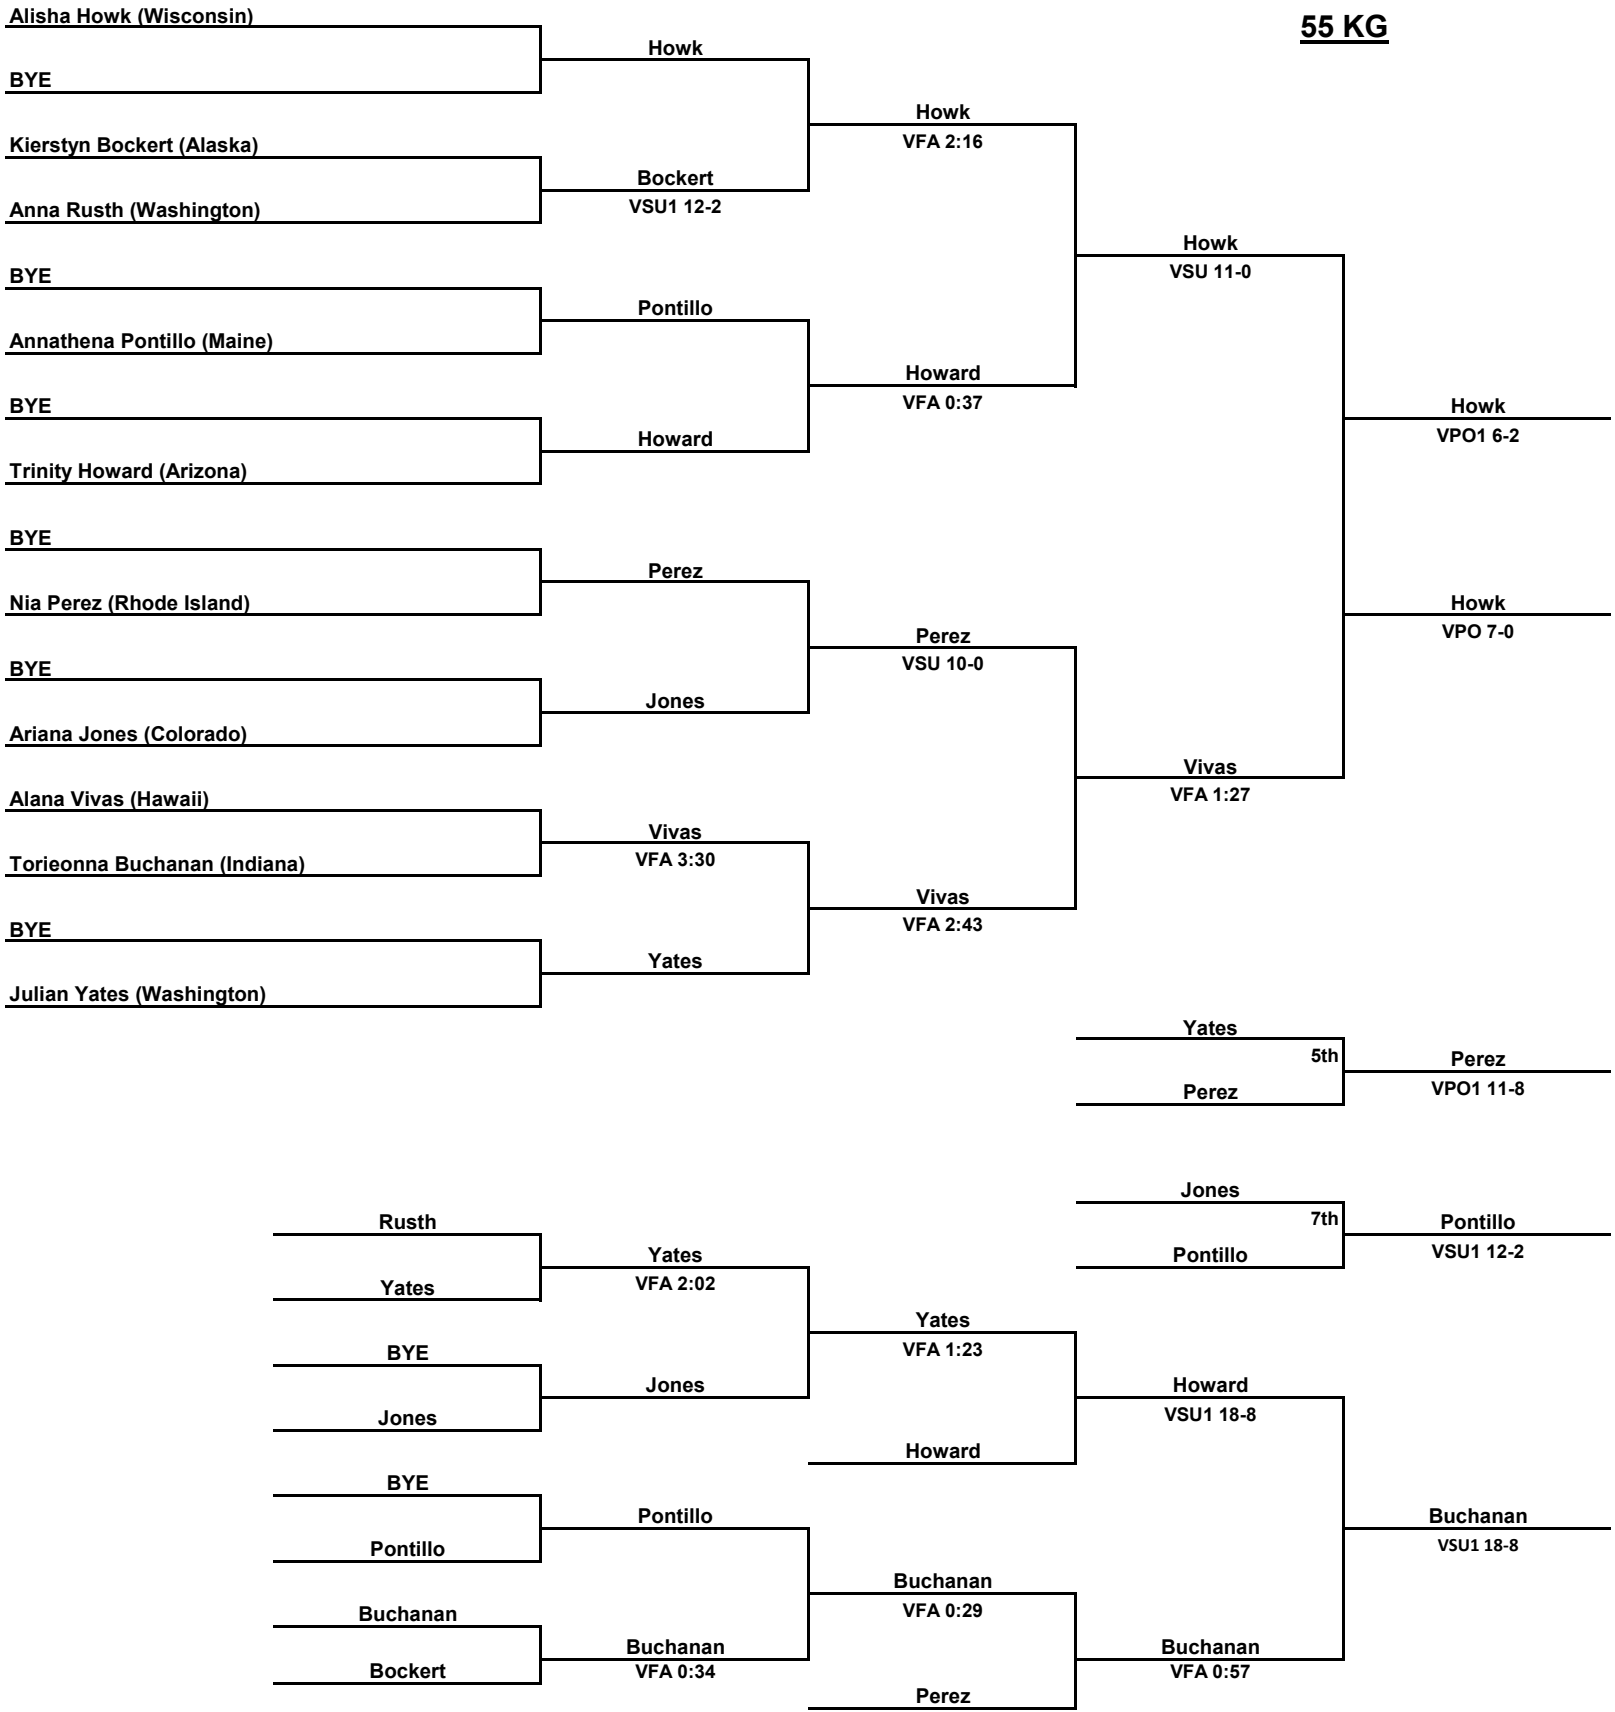 Alisha Howk (Wisconsin)
55 KG
Howk
BYE
Howk
VFA 2:16
Kierstyn Bockert (Alaska)
Bockert
VSU1 12-2
Anna Rusth (Washington)
Howk
VSU 11-0
BYE
Pontillo
Annathena Pontillo (Maine)
Howard
VFA 0:37
BYE
Howk
VPO1 6-2
Howard
Trinity Howard (Arizona)
BYE
Perez
Nia Perez (Rhode Island)
Howk
VPO 7-0
Perez
VSU 10-0
BYE
Jones
Ariana Jones (Colorado)
Vivas
VFA 1:27
Alana Vivas (Hawaii)
Vivas
VFA 3:30
Torieonna Buchanan (Indiana)
Vivas
VFA 2:43
BYE
Yates
Julian Yates (Washington)
Yates
5th
Perez
VPO1 11-8
Perez
Jones
7th
Pontillo
VSU1 12-2
Pontillo
Rusth
Yates
VFA 2:02
Yates
Yates
VFA 1:23
BYE
Jones
Jones
Howard
VSU1 18-8
Howard
BYE
Pontillo
Pontillo
Buchanan
VSU1 18-8
Buchanan
VFA 0:29
Buchanan
Buchanan
VFA 0:34
Bockert
Buchanan
VFA 0:57
Perez